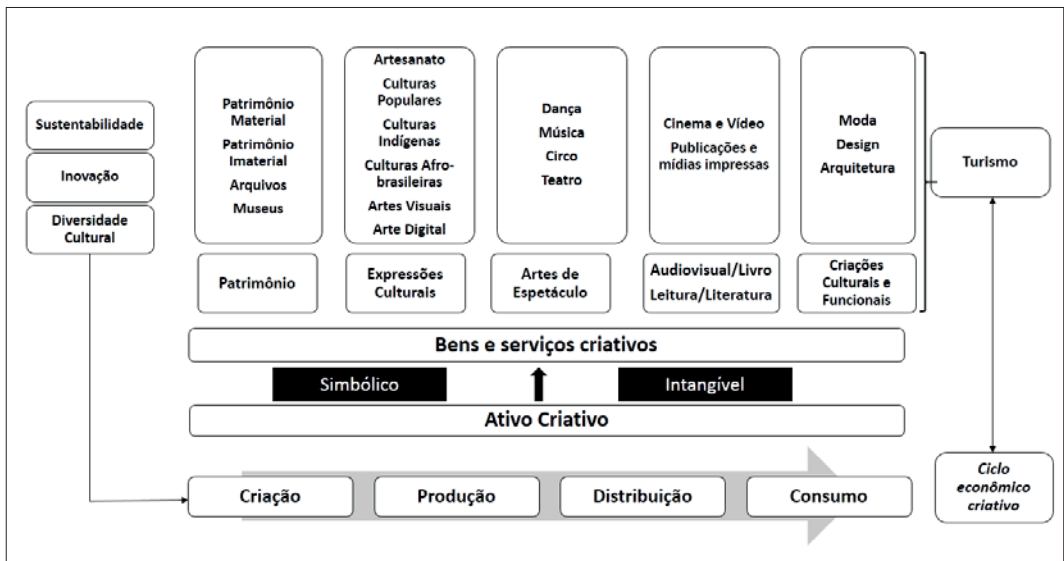 Sustentabilidade
Inovação
Diversidade
Cultural
Patrimônio
Material
Patrimônio
Imaterial
Arquivos
Museus
Patrimônio
Artesanato
Culturas
Populares
Culturas
Indígenas
Culturas Afro-
brasileiras
Artes Visuais
Arte Digital
Expressões
Culturais
Dança
Música
Circo
Teatro
Artes de
Espetáculo
Cinema e Vídeo
Publicações e
mídias impressas
Audiovisual/Livro
Leitura/Literatura
Moda
Design
Arquitetura
Criações
Culturais e
Funcionais
Turismo
Bens e serviços criativos
Simbólico
Intangível
Ativo Criativo
Criação
Produção
Distribuição
Consumo
Ciclo
econômico
criativo